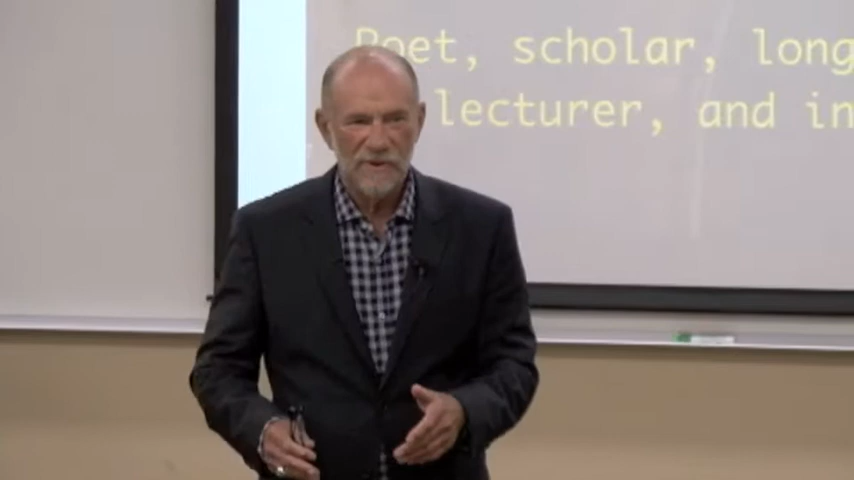 Poet, scholar, long
lecturer, and in